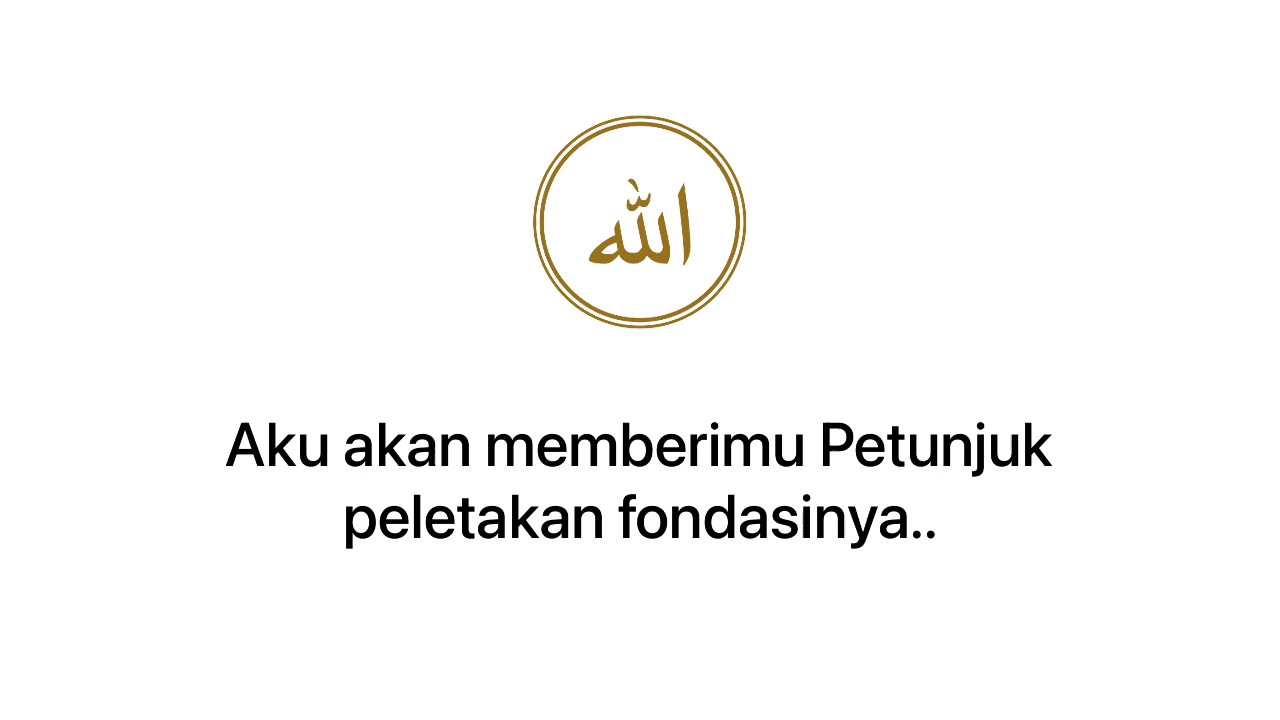 الله
Aku akan memberimu Petunjuk
peletakan fondasinya..